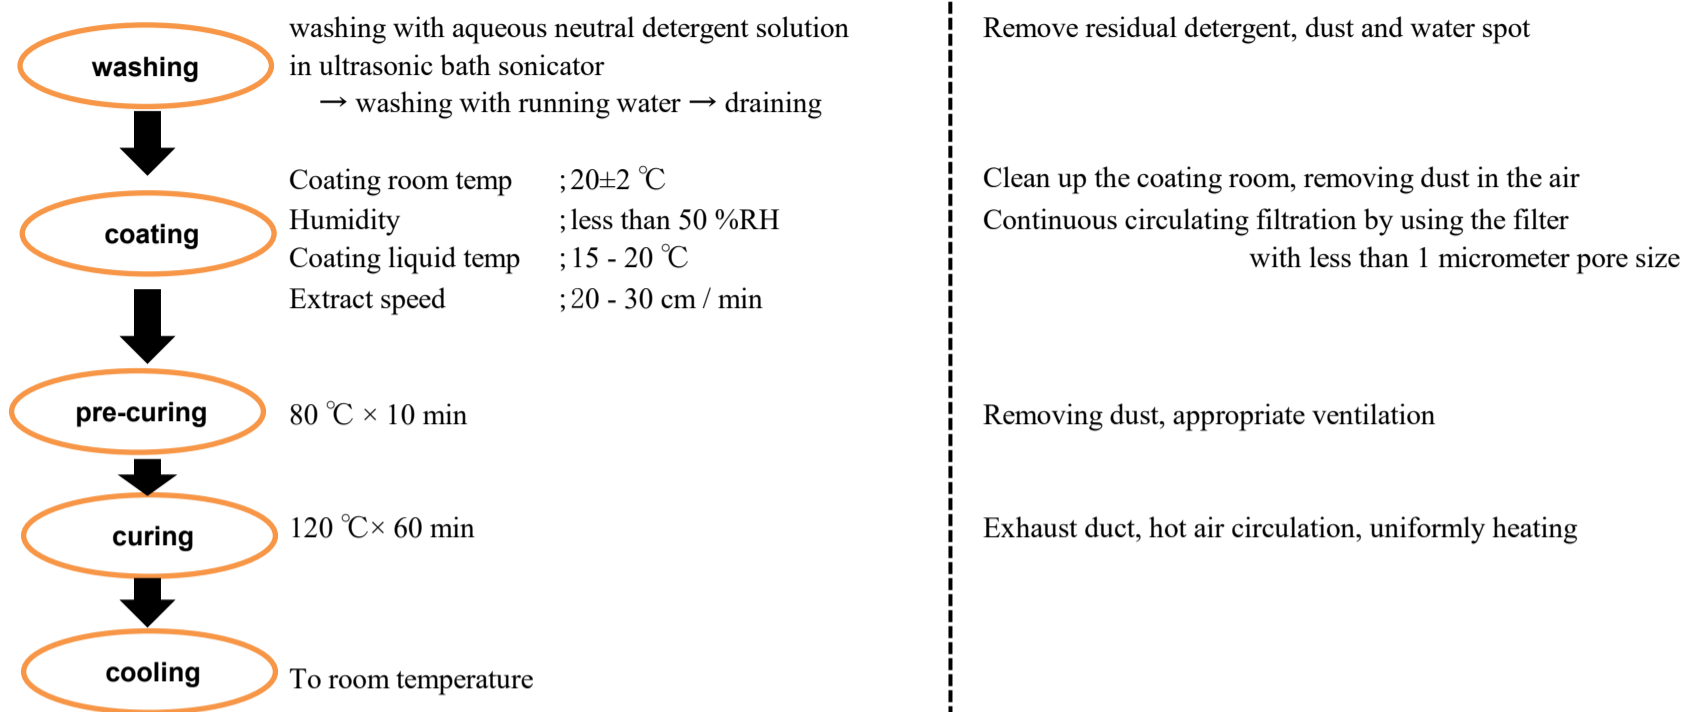 washing
washing with aqueous neutral detergent solution
in ultrasonic bath sonicator
→ washing with running water → draining
Remove residual detergent, dust and water spot
coating
Coating room temp ;20±2 ℃
Humidity ;less than 50 %RH
Coating liquid temp ;15 - 20 ℃
Extract speed ;20 - 30 cm / min
Clean up the coating room, removing dust in the air
Continuous circulating filtration by using the filter
with less than 1 micrometer pore size
pre-curing
80 ℃ × 10 min
Removing dust, appropriate ventilation
curing
120 ℃× 60 min
Exhaust duct, hot air circulation, uniformly heating
cooling
To room temperature